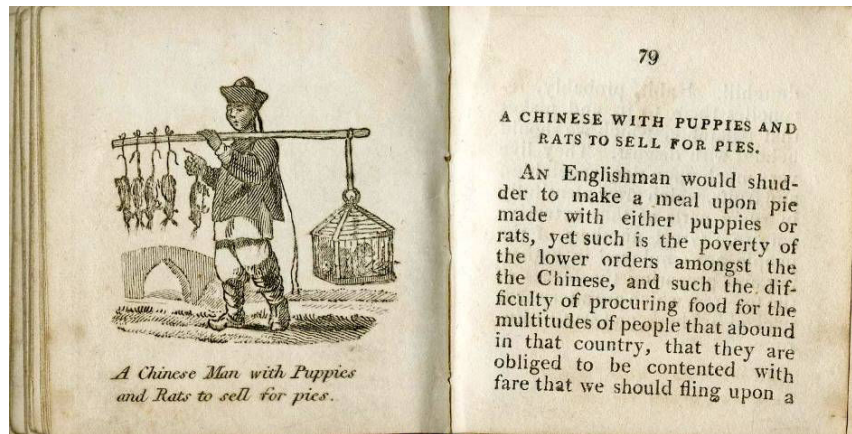 A Chinese Man with Puppies
and Rats to sell for pies.
79
A CHINESE WITH PUPPIES AND
RATS TO SELL FOR PIES.
AN Englishman would shud-
der to make a meal upon pie
made with either puppies or
rats, yet such is the poverty of
the lower orders amongst the
the Chinese, and such the dif-
ficulty of procuring food for the
multitudes of people that abound
in that country, that they are
obliged to be contented with
fare that we should fling upon a